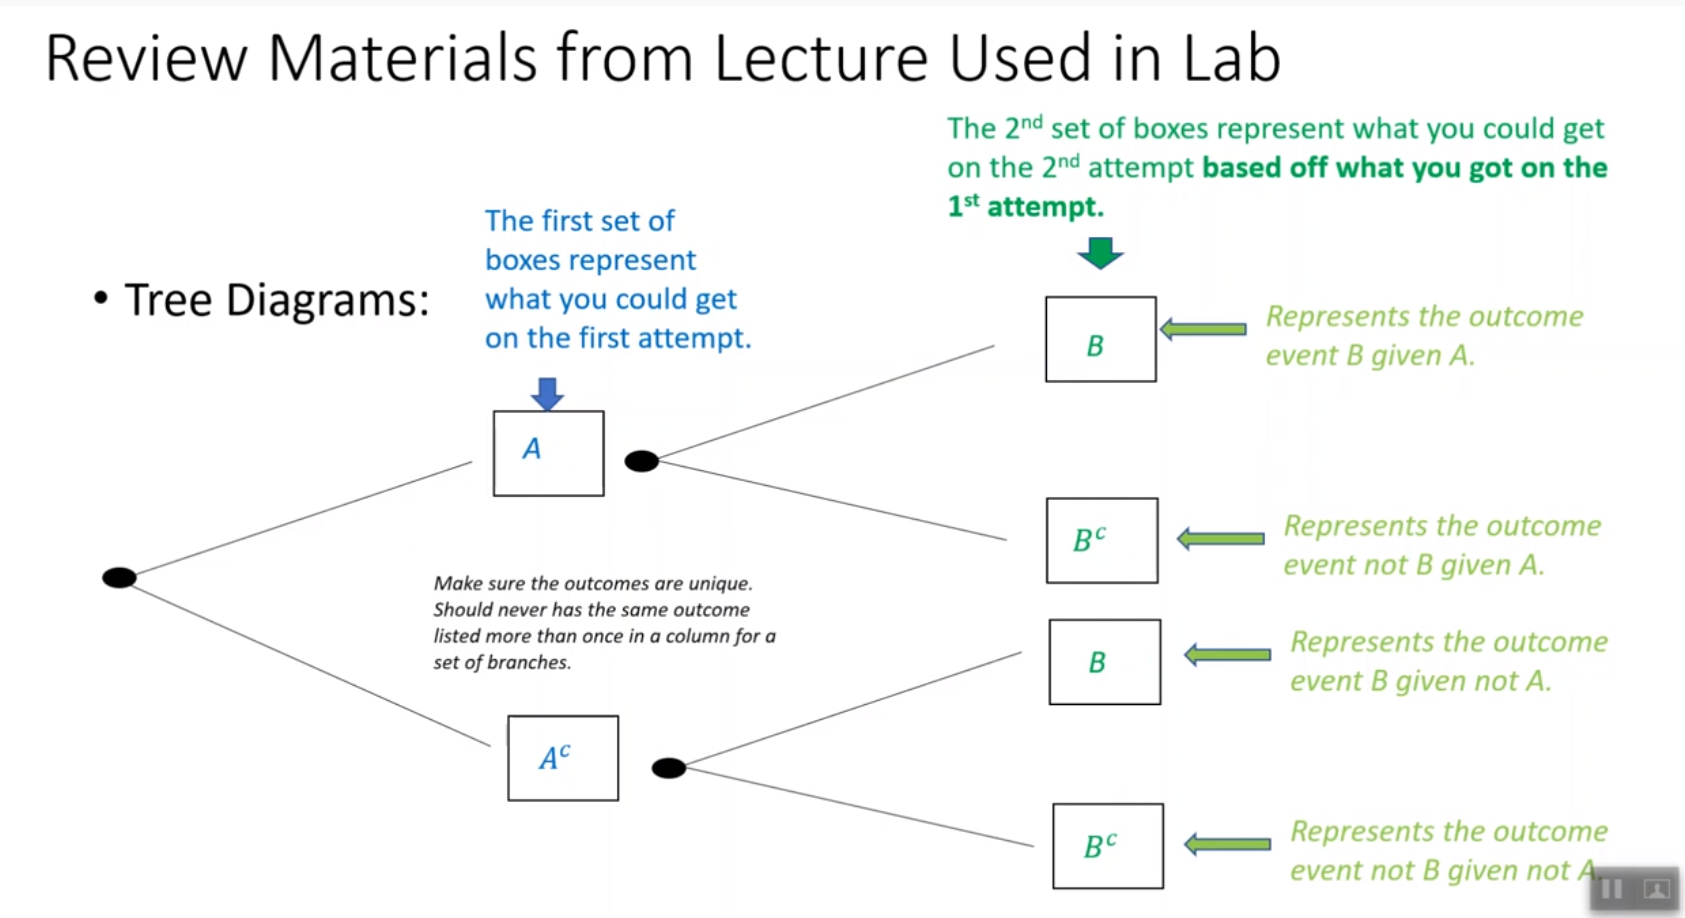 Review Materials from Lecture Used in Lab
The 2nd set of boxes represent what you could get
on the 2nd attempt based off what you got on the
1st attempt.
The first set of
boxes represent
what you could get
on the first attempt.
• Tree Diagrams:
B
Represents the outcome
event B given A.
A
B^C
Represents the outcome
event not B given A.
Make sure the outcomes are unique.
Should never has the same outcome
listed more than once in a column for a
set of branches.
B
Represents the outcome
event B given not A.
A^C
B^C
Represents the outcome
event not B given not A.